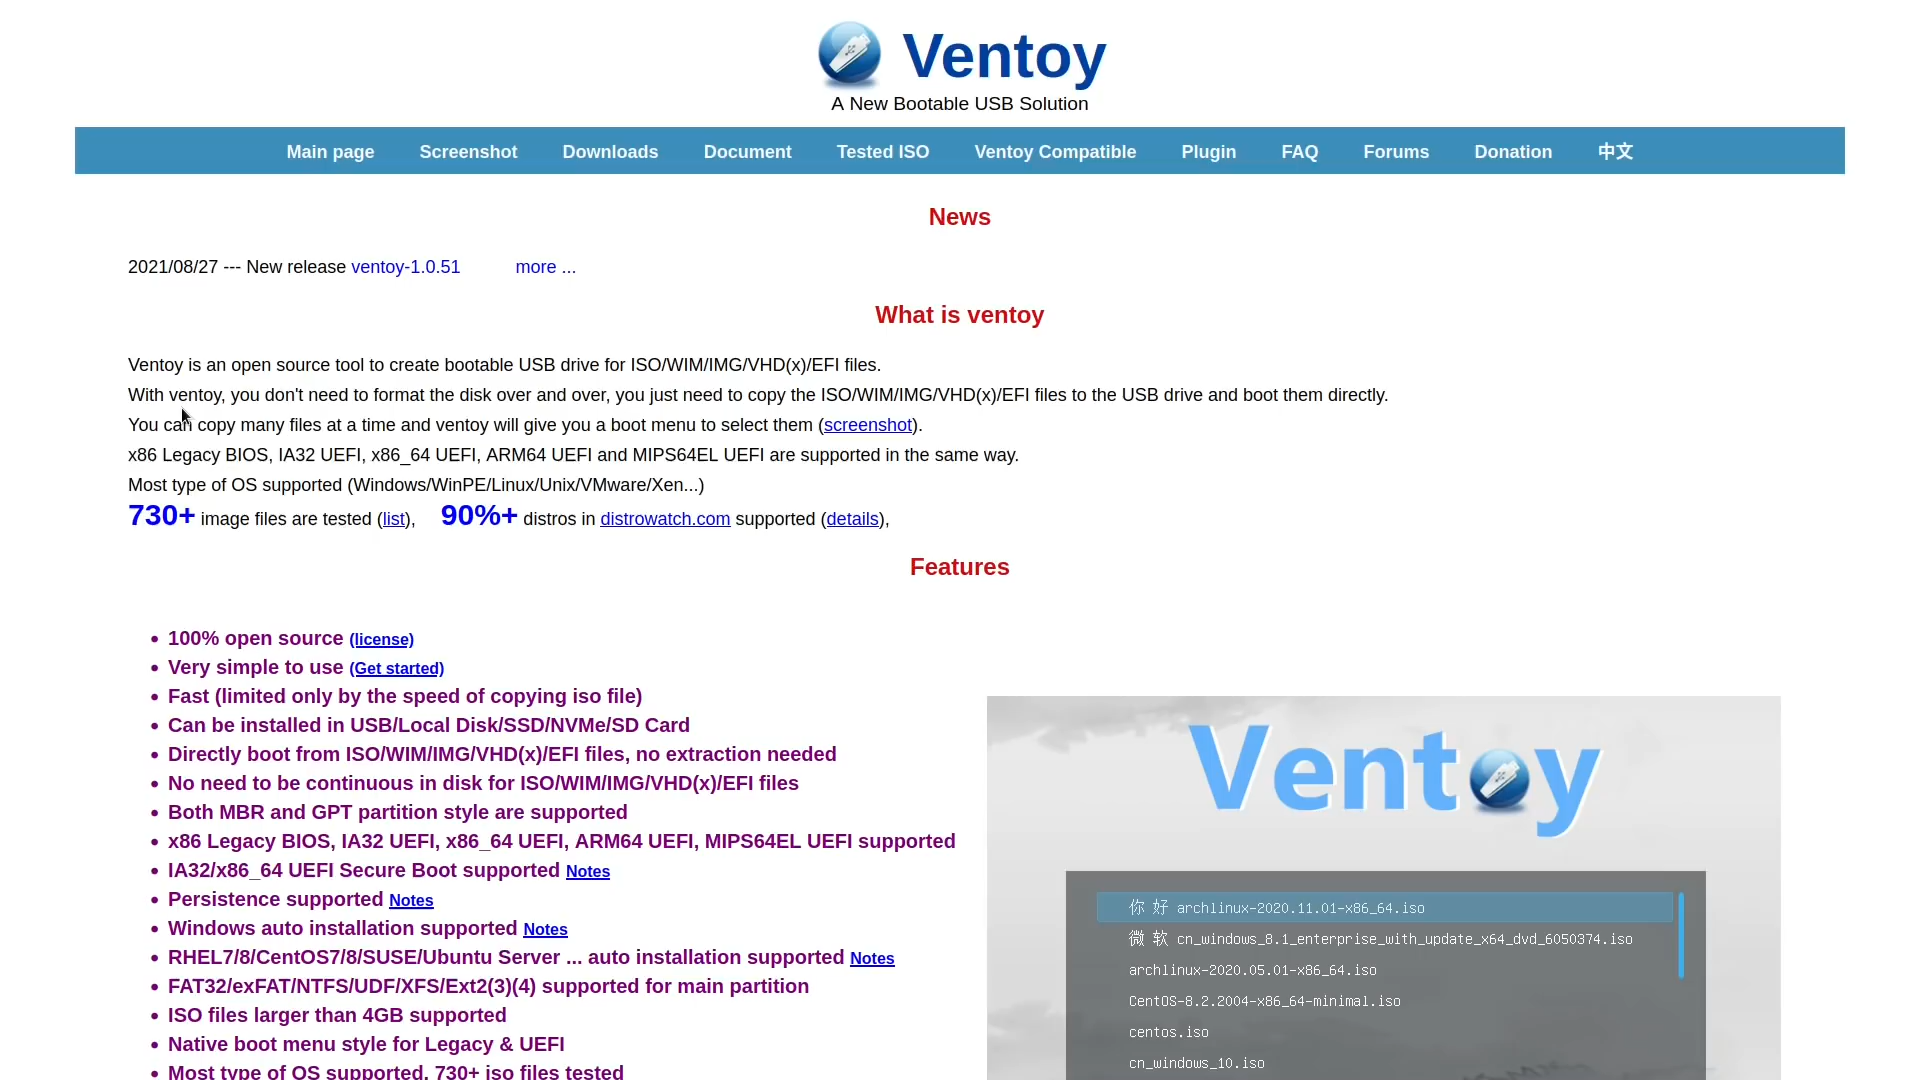 Ventoy
A New Bootable USB Solution
Main page Screenshot Downloads Document Tested ISO Ventoy Compatible Plugin FAQ Forums Donation 中文
News
2021/08/27 --- New release ventoy-1.0.51 more ...
What is ventoy
Ventoy is an open source tool to create bootable USB drive for ISO/WIM/IMG/VHD(x)/EFI files.
With ventoy, you don't need to format the disk over and over, you just need to copy the ISO/WIM/IMG/VHD(x)/EFI files to the USB drive and boot them directly.
You can copy many files at a time and ventoy will give you a boot menu to select them (screenshot).
x86 Legacy BIOS, IA32 UEFI, x86_64 UEFI, ARM64 UEFI and MIPS64EL UEFI are supported in the same way.
Most type of OS supported (Windows/WinPE/Linux/Unix/VMware/Xen...)
730+ image files are tested (list), 90%+ distros in distrowatch.com supported (details),
Features
• 100% open source (license)
• Very simple to use (Get started)
• Fast (limited only by the speed of copying iso file)
• Can be installed in USB/Local Disk/SSD/NVMe/SD Card
• Directly boot from ISO/WIM/IMG/VHD(x)/EFI files, no extraction needed
• No need to be continuous in disk for ISO/WIM/IMG/VHD(x)/EFI files
• Both MBR and GPT partition style are supported
• x86 Legacy BIOS, IA32 UEFI, x86_64 UEFI, ARM64 UEFI, MIPS64EL UEFI supported
• IA32/x86_64 UEFI Secure Boot supported Notes
• Persistence supported Notes
• Windows auto installation supported Notes
• RHEL7/8/CentOS7/8/SUSE/Ubuntu Server ... auto installation supported Notes
• FAT32/exFAT/NTFS/UDF/XFS/Ext2(3)(4) supported for main partition
• ISO files larger than 4GB supported
• Native boot menu style for Legacy & UEFI
• Most type of OS supported, 730+ iso files tested
Ventoy
你 好 archlinux-2020.11.01-x86_64.iso
微 软 cn_windows_8.1_enterprise_with_update_x64_dvd_6050374.iso
archlinux-2020.05.01-x86_64.iso
CentOS-8.2.2004-x86_64-minimal.iso
centos.iso
cn_windows_10.iso